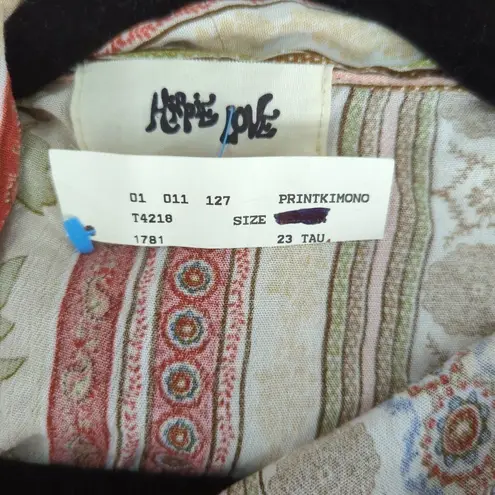 HIPPIE LOVE
01 011 127 PRINTKIMONO
T4218 SIZE
1781 23 TAU.